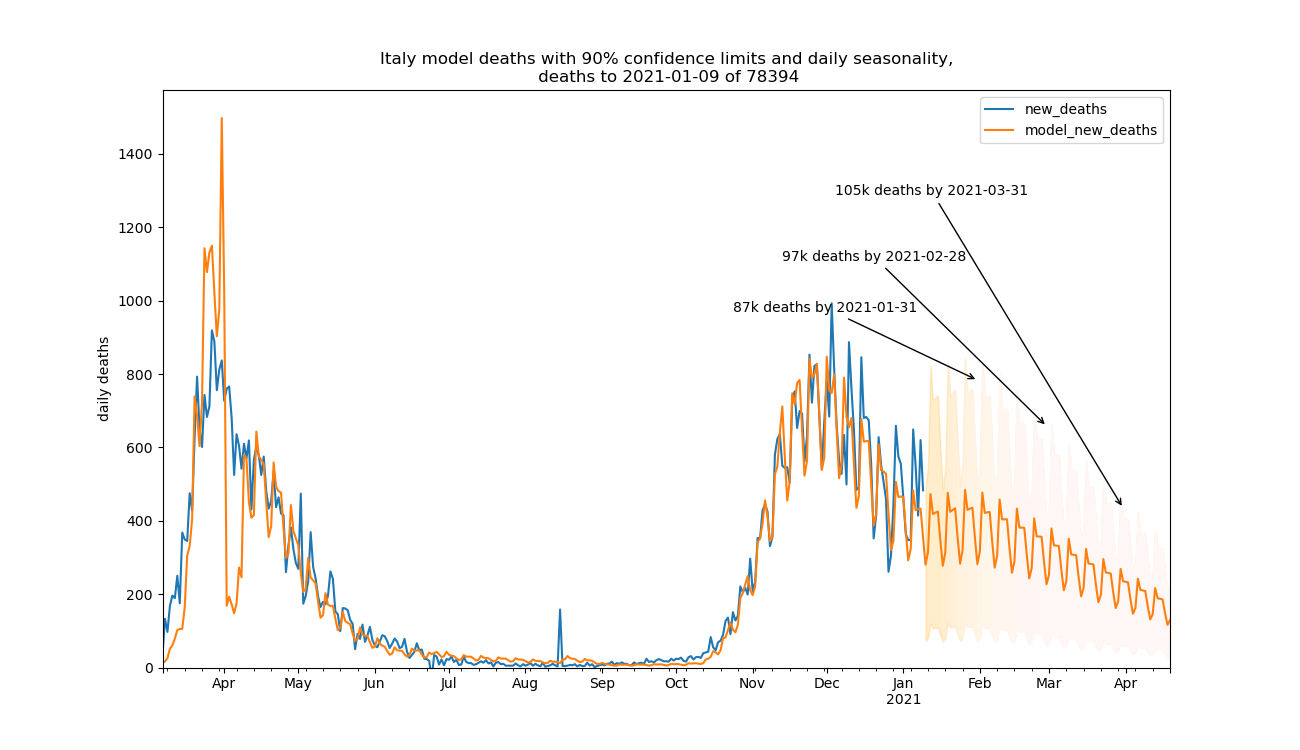 Italy model deaths with 90% confidence limits and daily seasonality,
deaths to 2021-01-09 of 78394
new_deaths
model_new_deaths
105k deaths by 2021-03-31
97k deaths by 2021-02-28
87k deaths by 2021-01-31
daily deaths
1400
1200
1000
800
600
400
200
0
Apr May Jun Jul Aug Sep Oct Nov Dec Jan Feb Mar Apr
2021